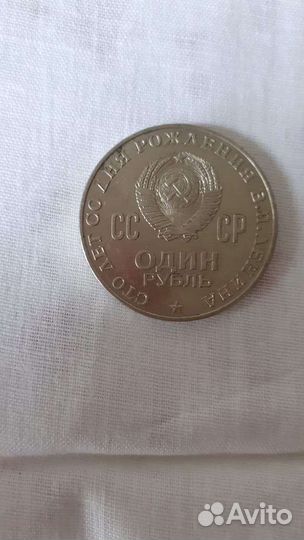 СТО ЛЕТ СО ДНЯ РОЖДЕНИЯ В.И.ЛЕНИНА
СС СР
ОДИН
РУБЛЬ
Avito